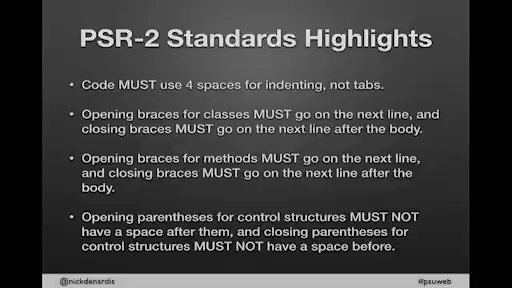 PSR-2 Standards Highlights
• Code MUST use 4 spaces for indenting, not tabs.
• Opening braces for classes MUST go on the next line, and
closing braces MUST go on the next line after the body.
• Opening braces for methods MUST go on the next line,
and closing braces MUST go on the next line after the
body.
• Opening parentheses for control structures MUST NOT
have a space after them, and closing parentheses for
control structures MUST NOT have a space before.
@nickdenardis
#psuweb